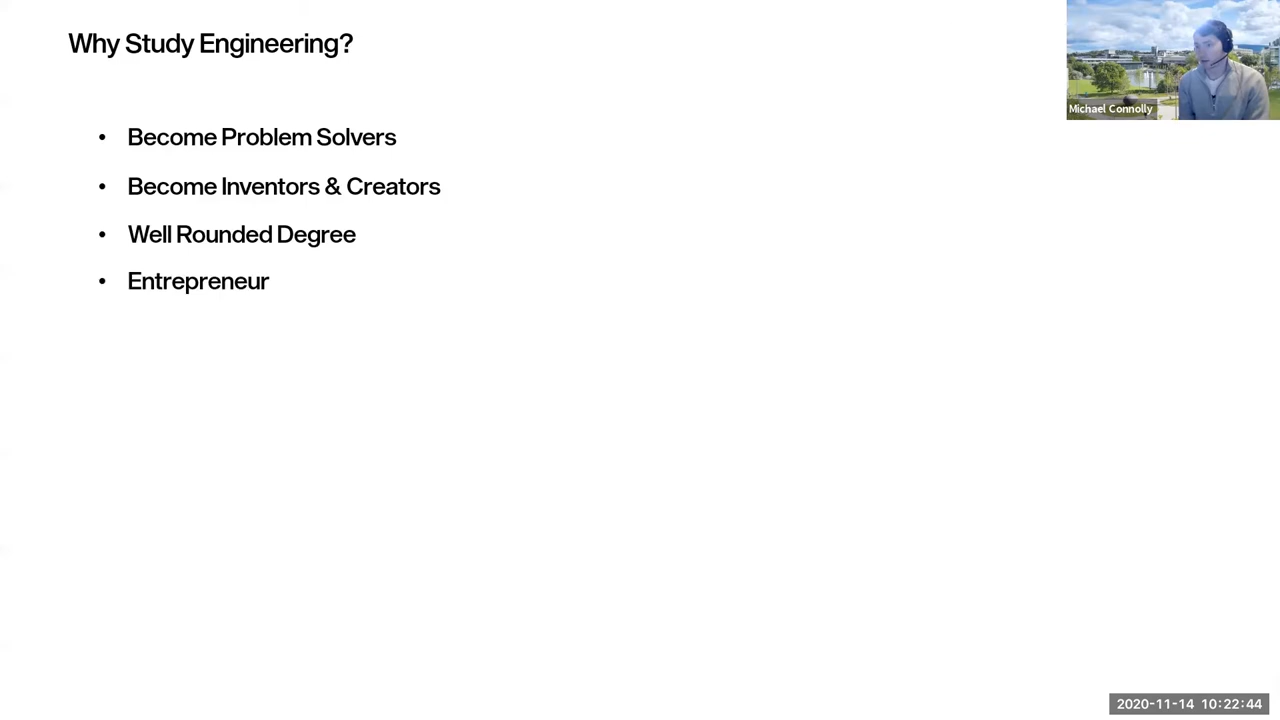 Why Study Engineering?
Michael Connolly
• Become Problem Solvers
• Become Inventors & Creators
• Well Rounded Degree
• Entrepreneur
2020-11-14 10:22:44